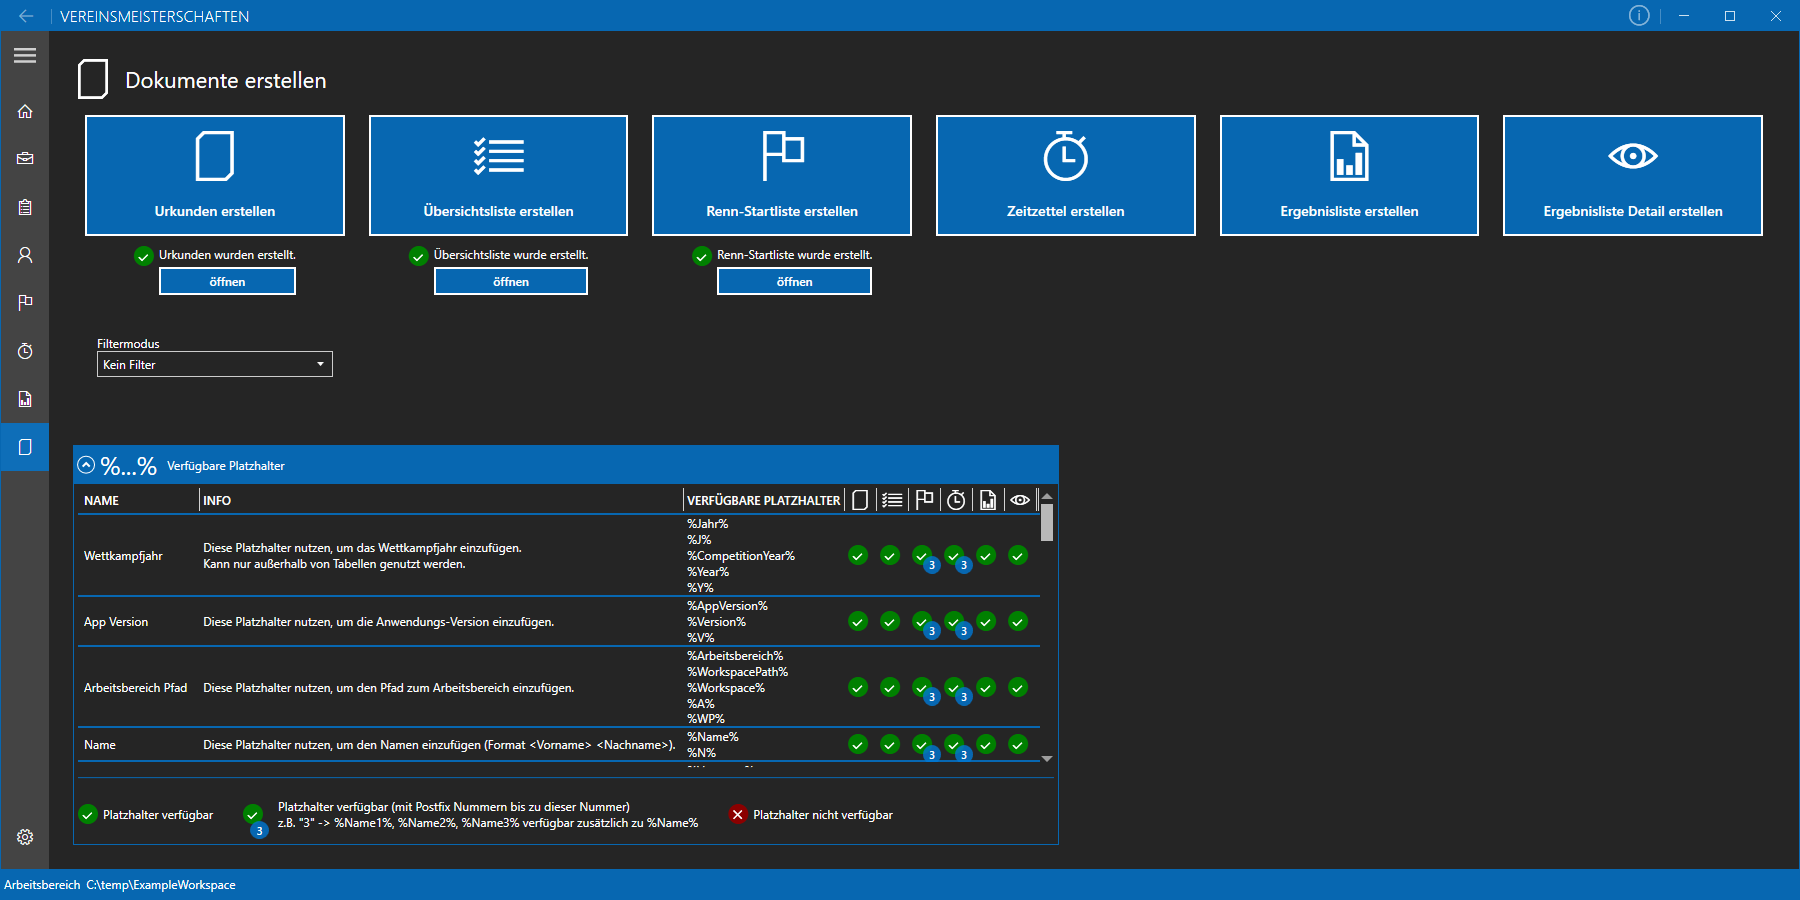 VEREINSMEISTERSCHAFTEN
Dokumente erstellen
Urkunden erstellen
Übersichtsliste erstellen
Renn-Startliste erstellen
Zeitzettel erstellen
Ergebnisliste erstellen
Ergebnisliste Detail erstellen
Urkunden wurden erstellt.
öffnen
Übersichtsliste wurde erstellt.
öffnen
Renn-Startliste wurde erstellt.
öffnen
Filtermodus
Kein Filter
%...% Verfügbare Platzhalter
NAME INFO VERFÜGBARE PLATZHALTER
Wettkampfjahr
Diese Platzhalter nutzen, um das Wettkampfjahr einzufügen.
Kann nur außerhalb von Tabellen genutzt werden.
%Jahr%
%J%
%CompetitionYear%
%Year%
%Y%
3 3
App Version
Diese Platzhalter nutzen, um die Anwendungs-Version einzufügen.
%AppVersion%
%Version%
%V%
3 3
Arbeitsbereich Pfad
Diese Platzhalter nutzen, um den Pfad zum Arbeitsbereich einzufügen.
%Arbeitsbereich%
%WorkspacePath%
%Workspace%
%A%
%WP%
3 3
Name
Diese Platzhalter nutzen, um den Namen einzufügen (Format <Vorname> <Nachname>).
%Name%
%N%
3 3
Platzhalter verfügbar
3
Platzhalter verfügbar (mit Postfix Nummern bis zu dieser Nummer)
z.B. "3" -> %Name1%, %Name2%, %Name3% verfügbar zusätzlich zu %Name%
Platzhalter nicht verfügbar
Arbeitsbereich C:\temp\ExampleWorkspace